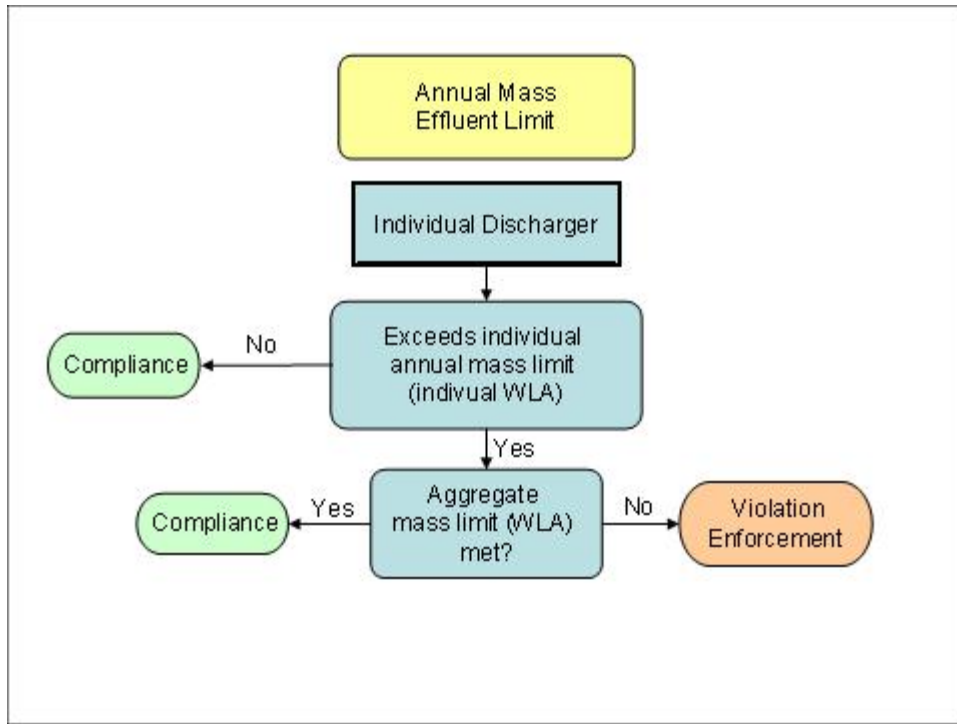 Annual Mass
Effluent Limit
Individual Discharger
Exceeds individual
annual mass limit
(indivual WLA)
No
Compliance
Yes
Aggregate
mass limit (WLA)
met?
Yes
Compliance
No
Violation
Enforcement